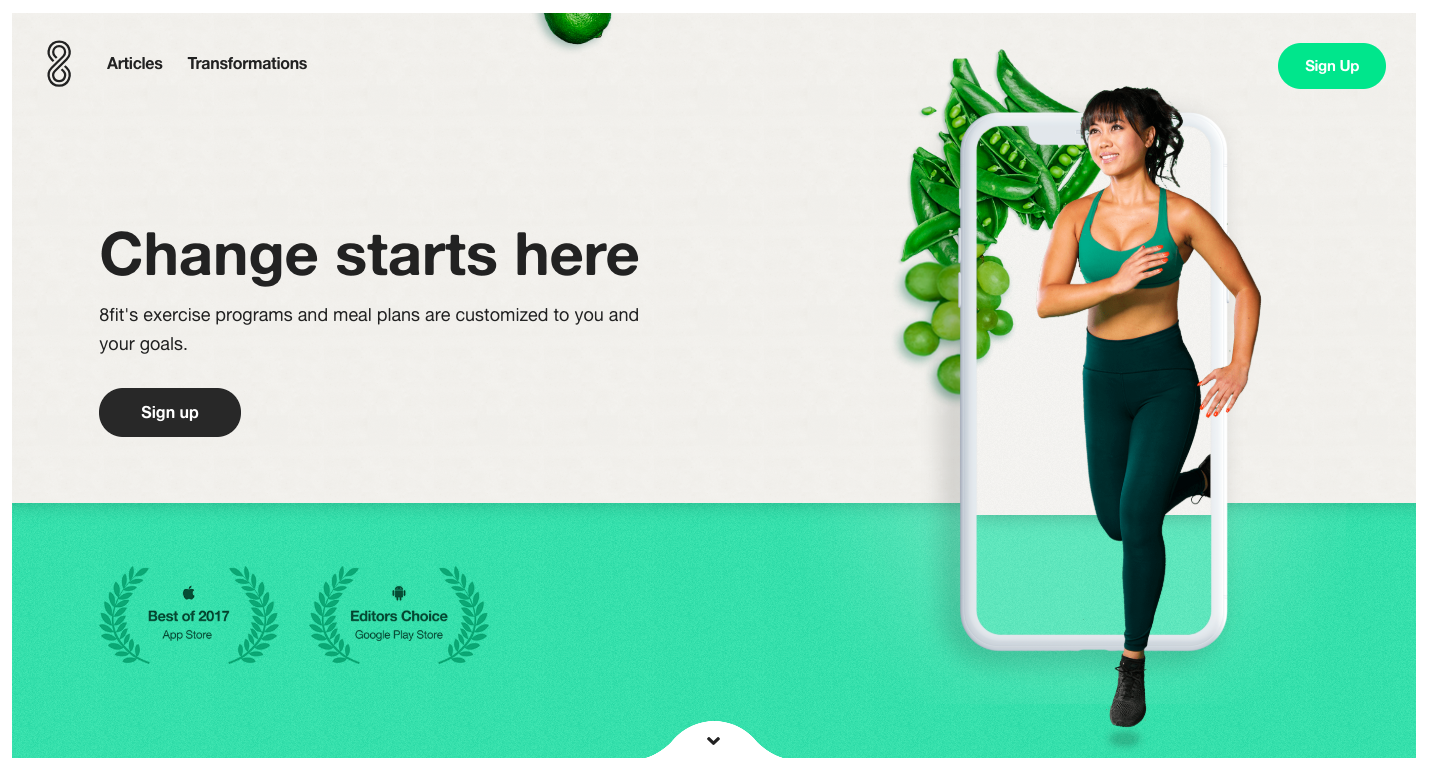 Articles Transformations
Sign Up
Change starts here
8fit's exercise programs and meal plans are customized to you and
your goals.
Sign up
Best of 2017
App Store
Editors Choice
Google Play Store